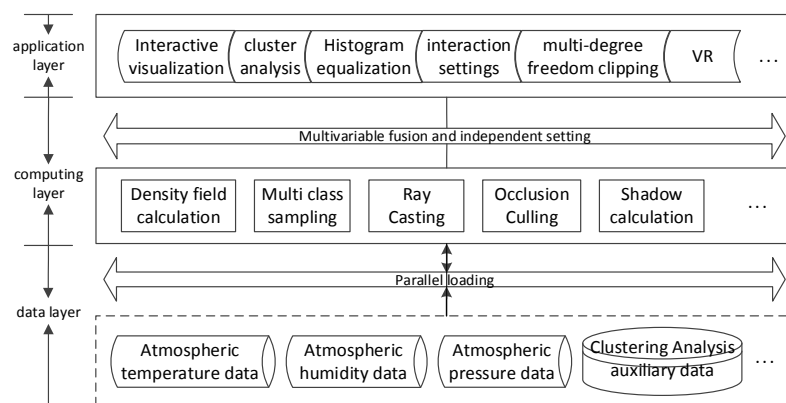 application
layer
Interactive
visualization
cluster
analysis
Histogram
equalization
interaction
settings
multi-degree
freedom clipping
VR
...
Multivariable fusion and independent setting
computing
layer
Density field
calculation
Multi class
sampling
Ray
Casting
Occlusion
Culling
Shadow
calculation
...
Parallel loading
data layer
Atmospheric
temperature data
Atmospheric
humidity data
Atmospheric
pressure data
Clustering Analysis
auxiliary data
...